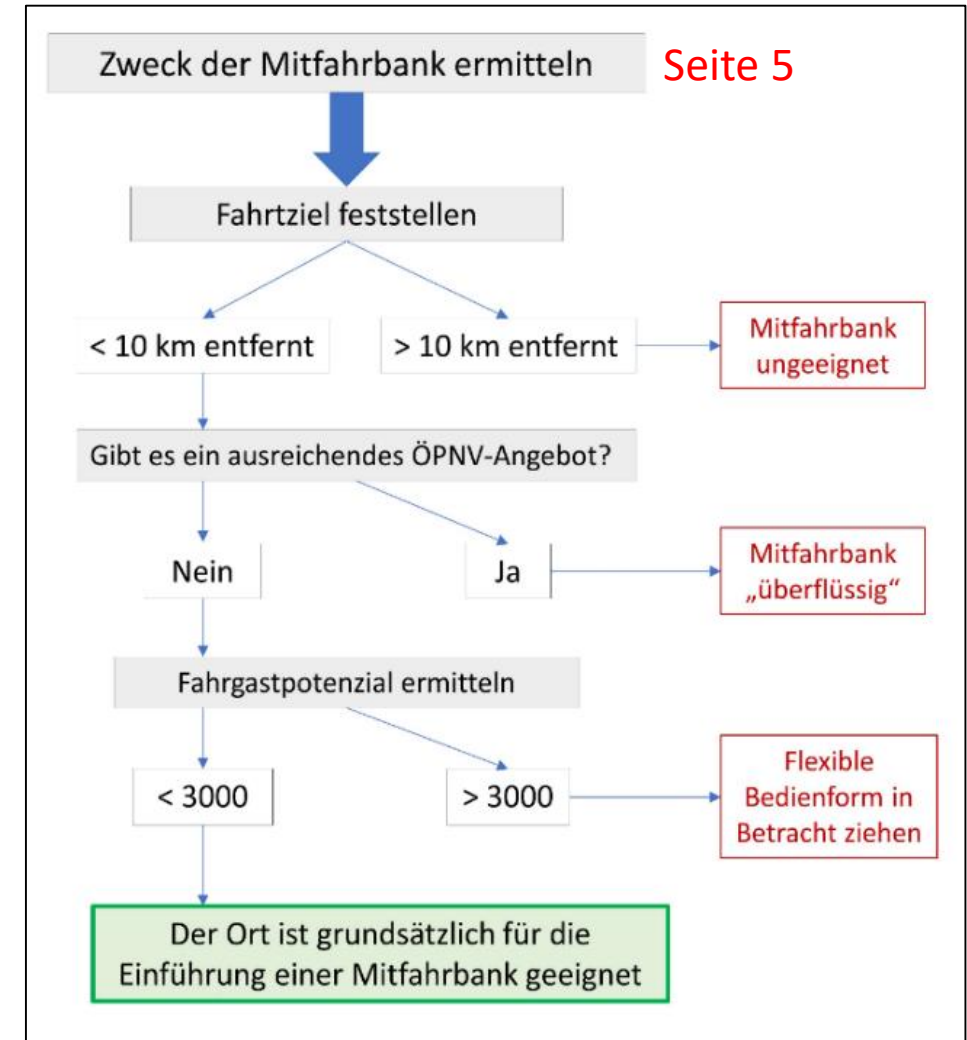 Zweck der Mitfahrbank ermitteln
Seite 5
Fahrtziel feststellen
< 10 km entfernt
> 10 km entfernt
Mitfahrbank
ungeeignet
Gibt es ein ausreichendes ÖPNV-Angebot?
Nein
Ja
Mitfahrbank
„überflüssig“
Fahrgastpotenzial ermitteln
< 3000
> 3000
Flexible
Bedienform in
Betracht ziehen
Der Ort ist grundsätzlich für die
Einführung einer Mitfahrbank geeignet